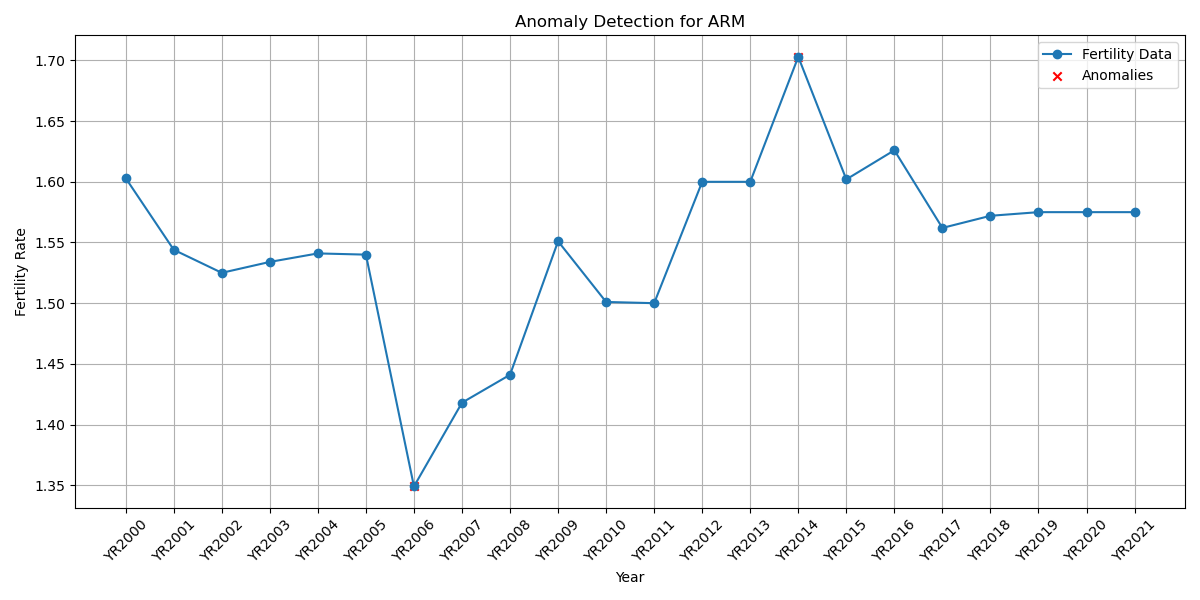 Anomaly Detection for ARM
Fertility Data
Anomalies
1.70
1.65
1.60
1.55
1.50
1.45
1.40
1.35
Fertility Rate
YR2000
YR2001
YR2002
YR2003
YR2004
YR2005
YR2006
YR2007
YR2008
YR2009
YR2010
YR2011
YR2012
YR2013
YR2014
YR2015
YR2016
YR2017
YR2018
YR2019
YR2020
YR2021
Year